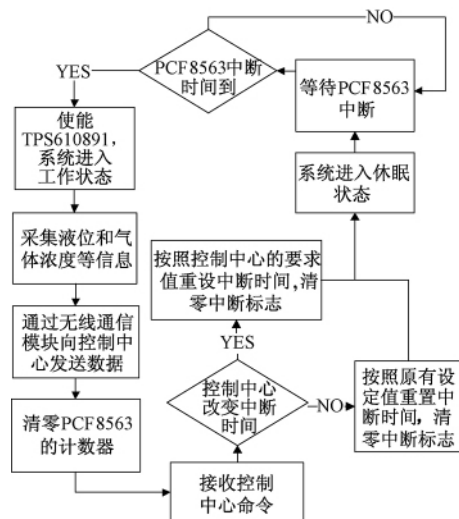 NO
YES
PCF8563中断
时间到
等待PCF8563
中断
使能
TPS610891,
系统进入
工作状态
系统进入休眠
状态
采集液位和气
体浓度等信息
按照控制中心的要求
值重设中断时间,清
零中断标志
通过无线通信
模块向控制中
心发送数据
YES
控制中心
改变中断
时间
NO
按照原有设
定值重置中
断时间，清
零中断标志
清零PCF8563
的计数器
接收控制
中心命令